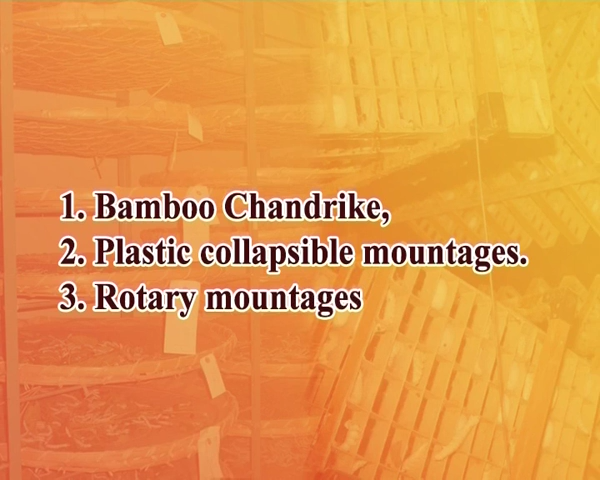 1. Bamboo Chandrike,
2. Plastic collapsible mountages.
3. Rotary mountages